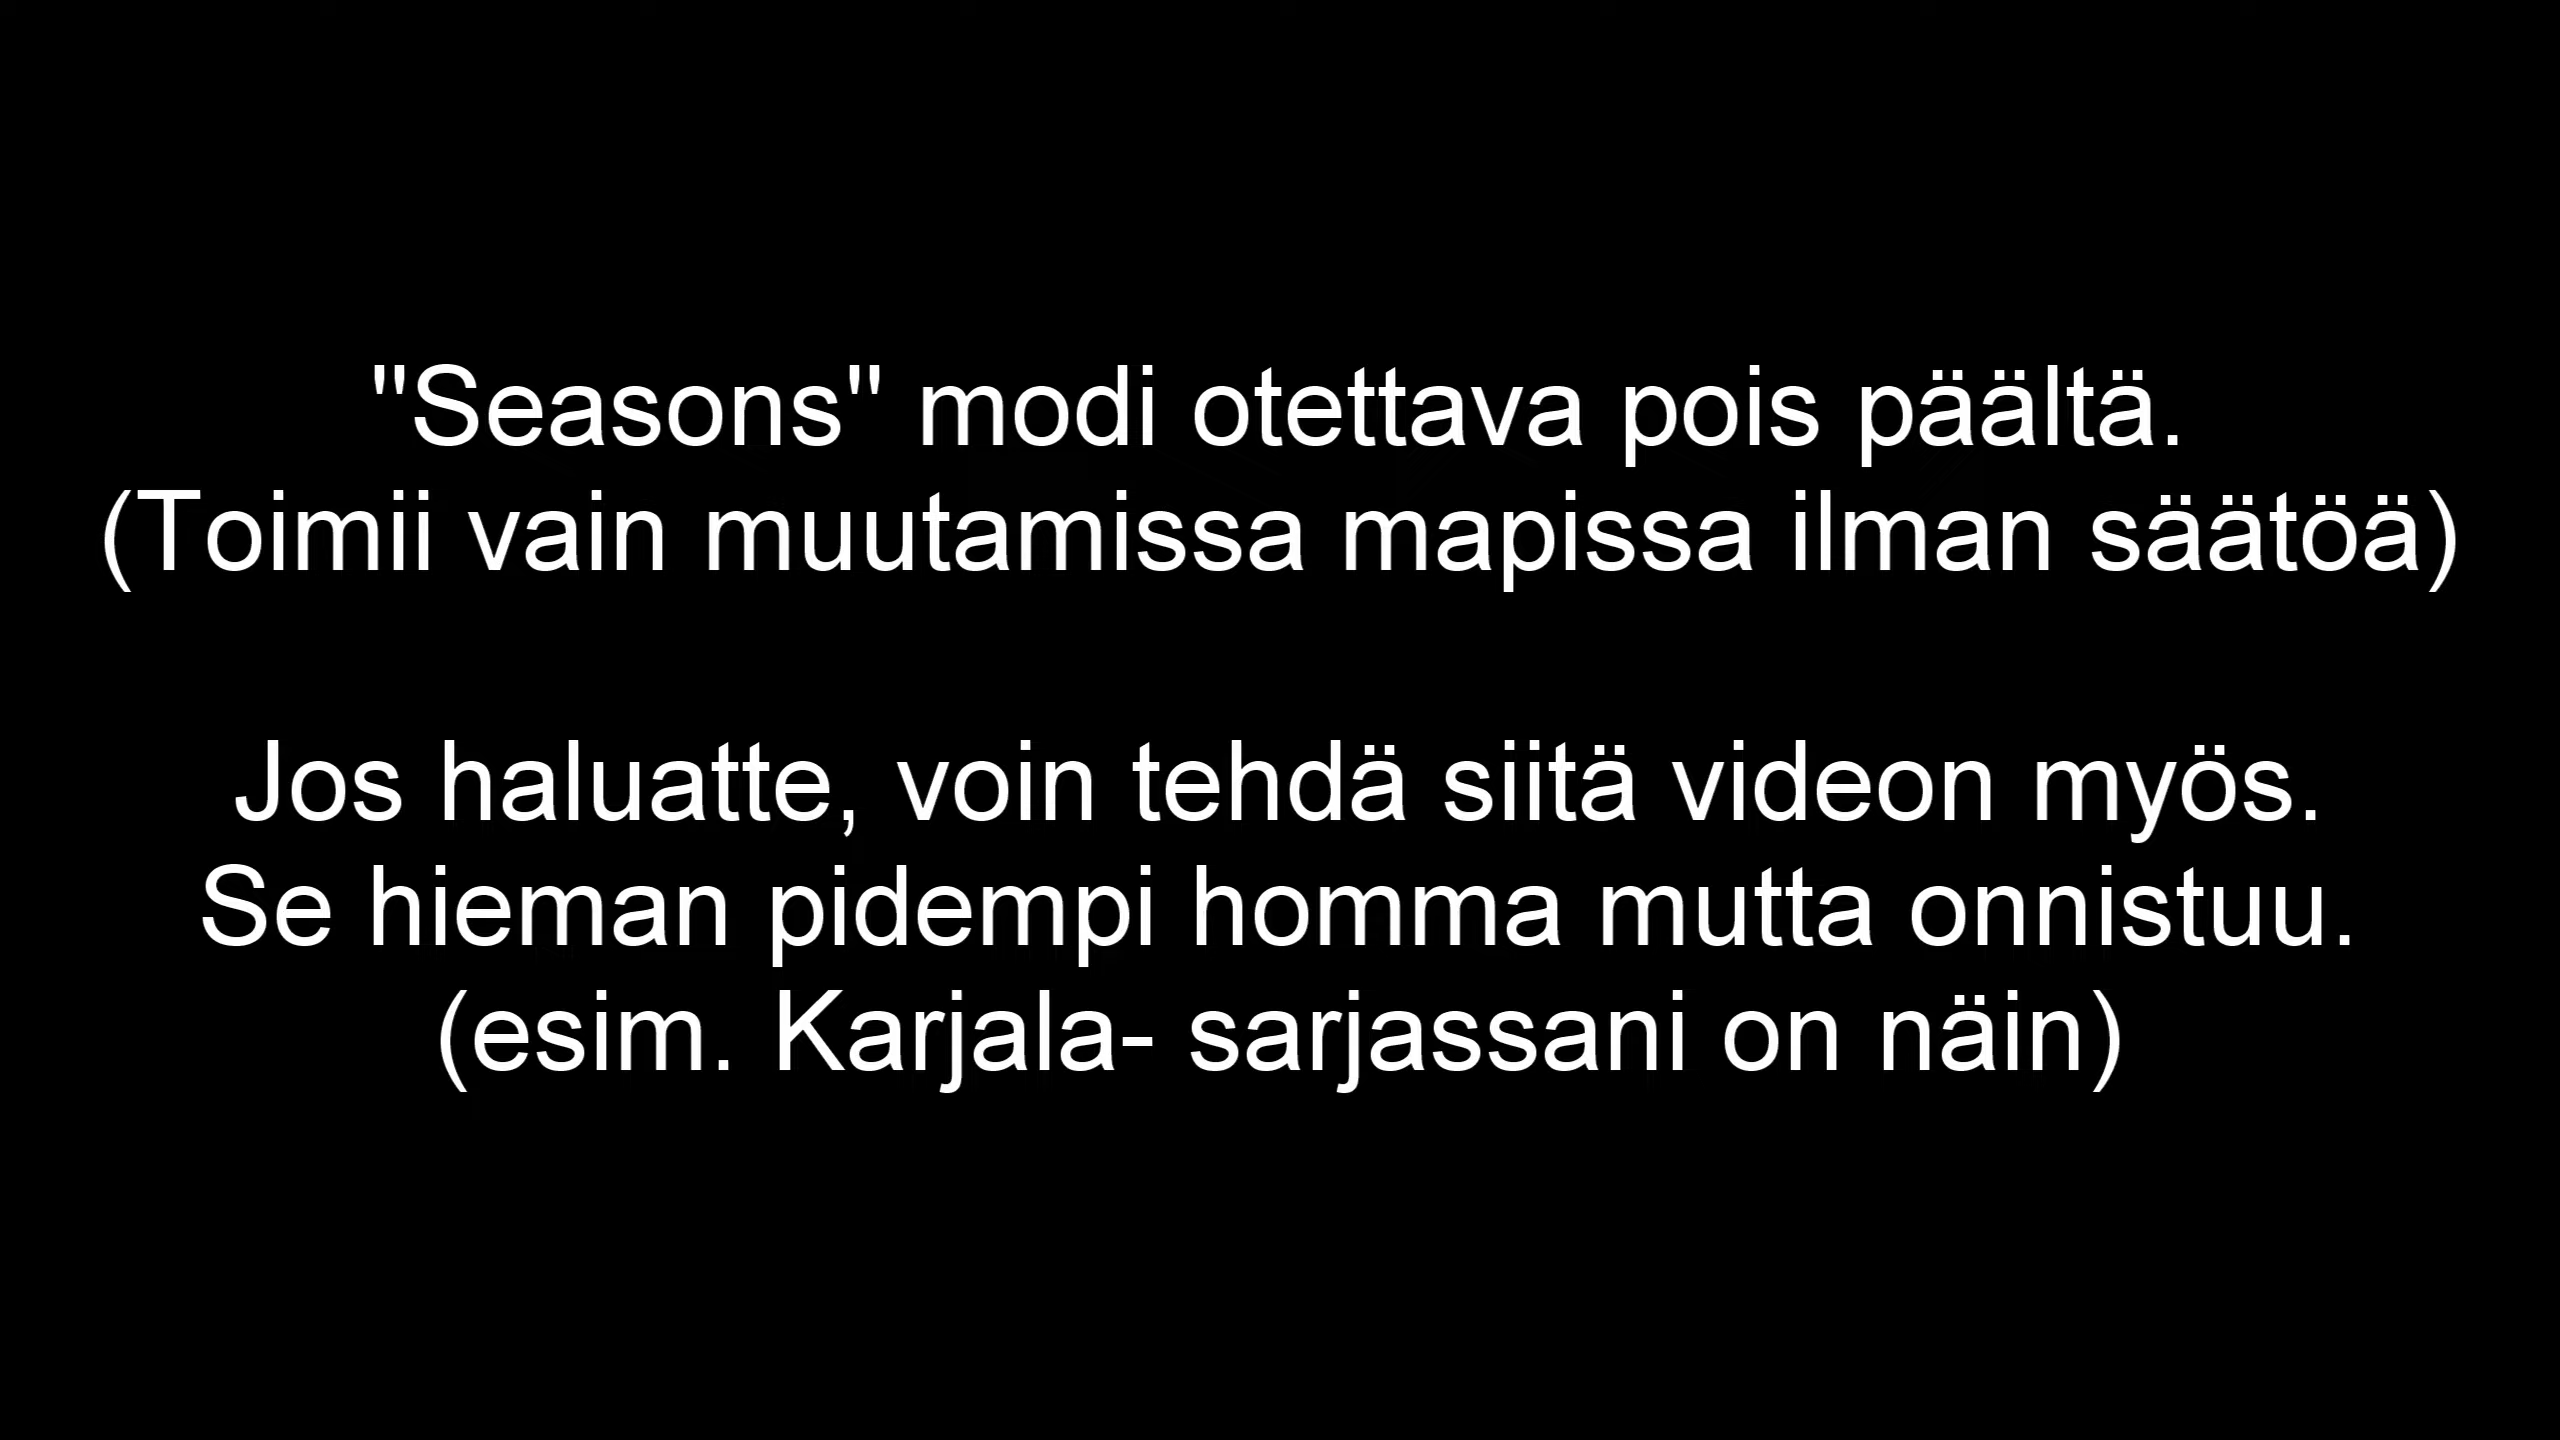 "Seasons" modi otettava pois päältä.
(Toimii vain muutamissa mapissa ilman säätöä)
Jos haluatte, voin tehdä siitä videon myös.
Se hieman pidempi homma mutta onnistuu.
(esim. Karjala- sarjassani on näin)